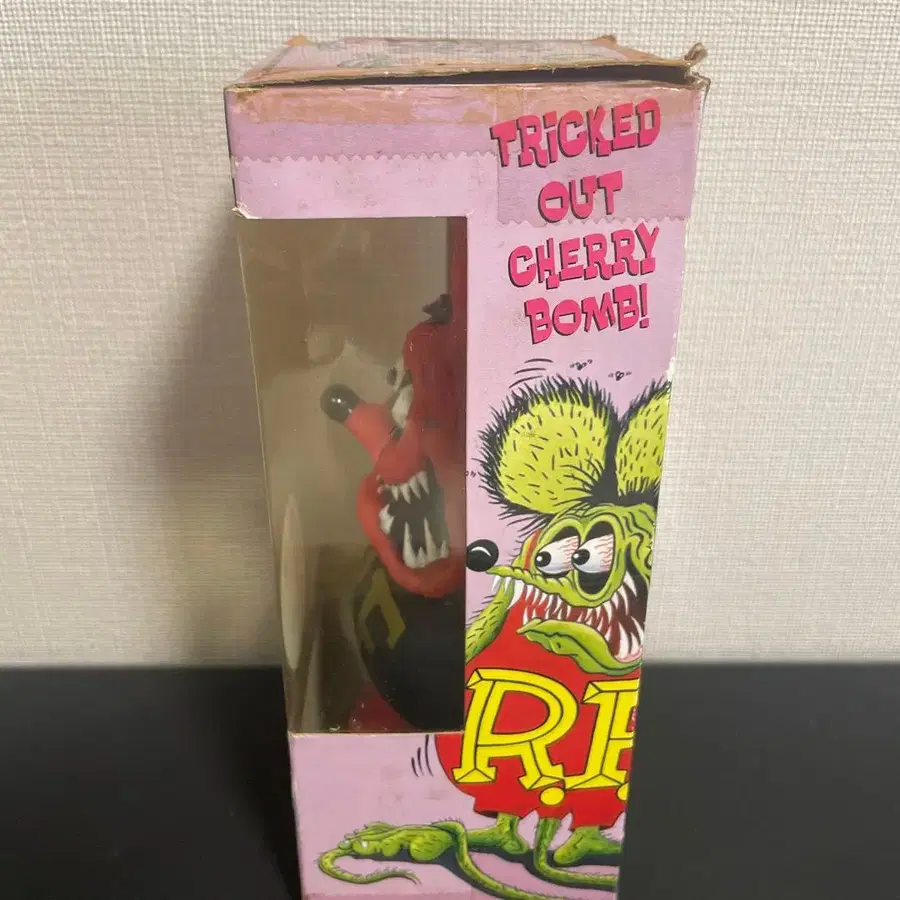 TRiCKED
OUT
CHERRY
BOMB!
R.F.